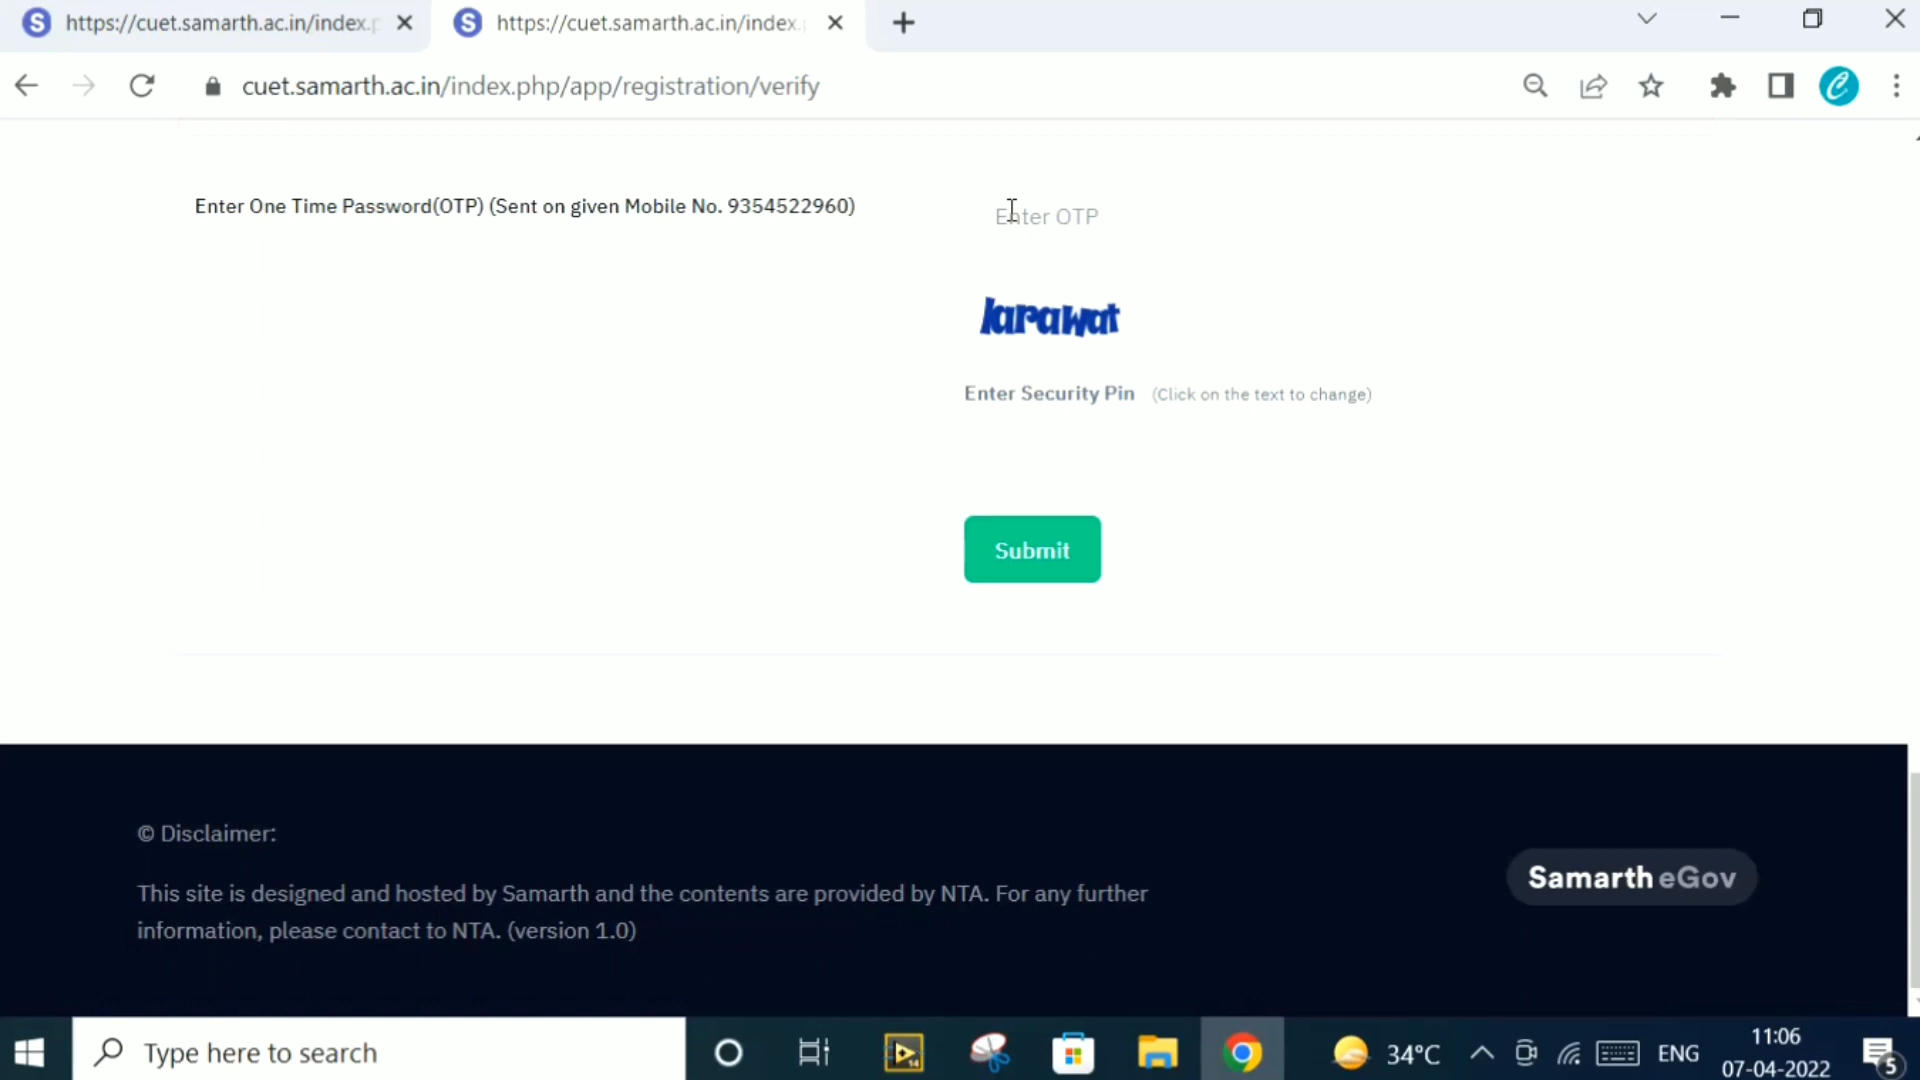 https://cuet.samarth.ac.in/index.p
https://cuet.samarth.ac.in/index.
cuet.samarth.ac.in/index.php/app/registration/verify
Enter One Time Password(OTP) (Sent on given Mobile No. 9354522960)
Enter OTP
larawat
Enter Security Pin (Click on the text to change)
Submit
© Disclaimer:
This site is designed and hosted by Samarth and the contents are provided by NTA. For any further
information, please contact to NTA. (version 1.0)
Samarth eGov
Type here to search
34°C
ENG
11:06
07-04-2022
5